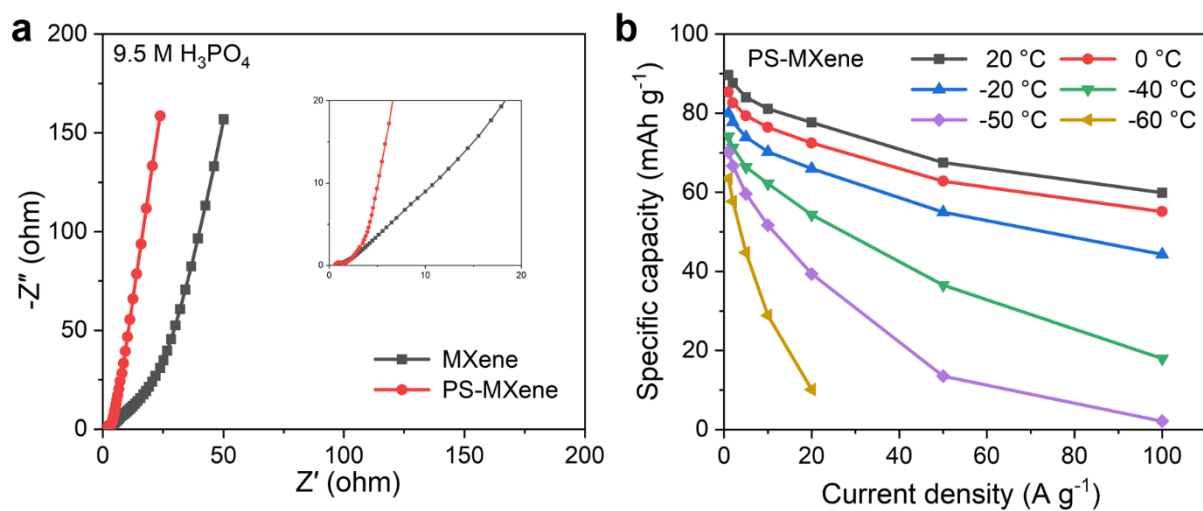 a
9.5 M H₃PO₄
-Z″ (ohm)
200
150
100
50
0
20
10
0
0 10 20
MXene
PS-MXene
0 50 100 150 200
Z′ (ohm)
b
PS-MXene
20 °C 0 °C
-20 °C -40 °C
-50 °C -60 °C
Specific capacity (mAh g⁻¹)
100
80
60
40
20
0
0 20 40 60 80 100
Current density (A g⁻¹)